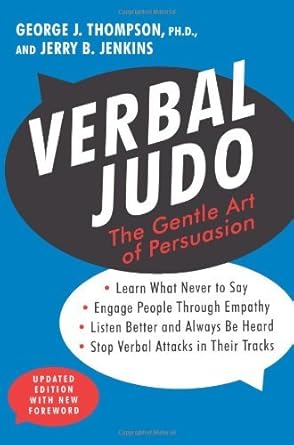 GEORGE J. THOMPSON, PH.D.,
AND JERRY B. JENKINS
VERBAL
JUDO
The Gentle Art
of Persuasion
• Learn What Never to Say
• Engage People Through Empathy
• Listen Better and Always Be Heard
• Stop Verbal Attacks in Their Tracks
UPDATED
EDITION
WITH NEW
FOREWORD